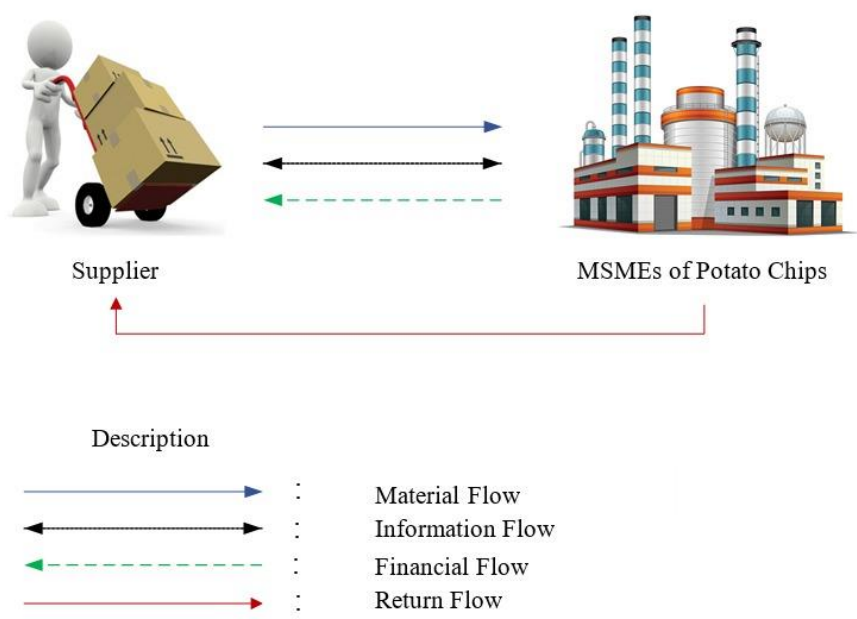 Supplier
MSMEs of Potato Chips
Description
: Material Flow
: Information Flow
: Financial Flow
: Return Flow